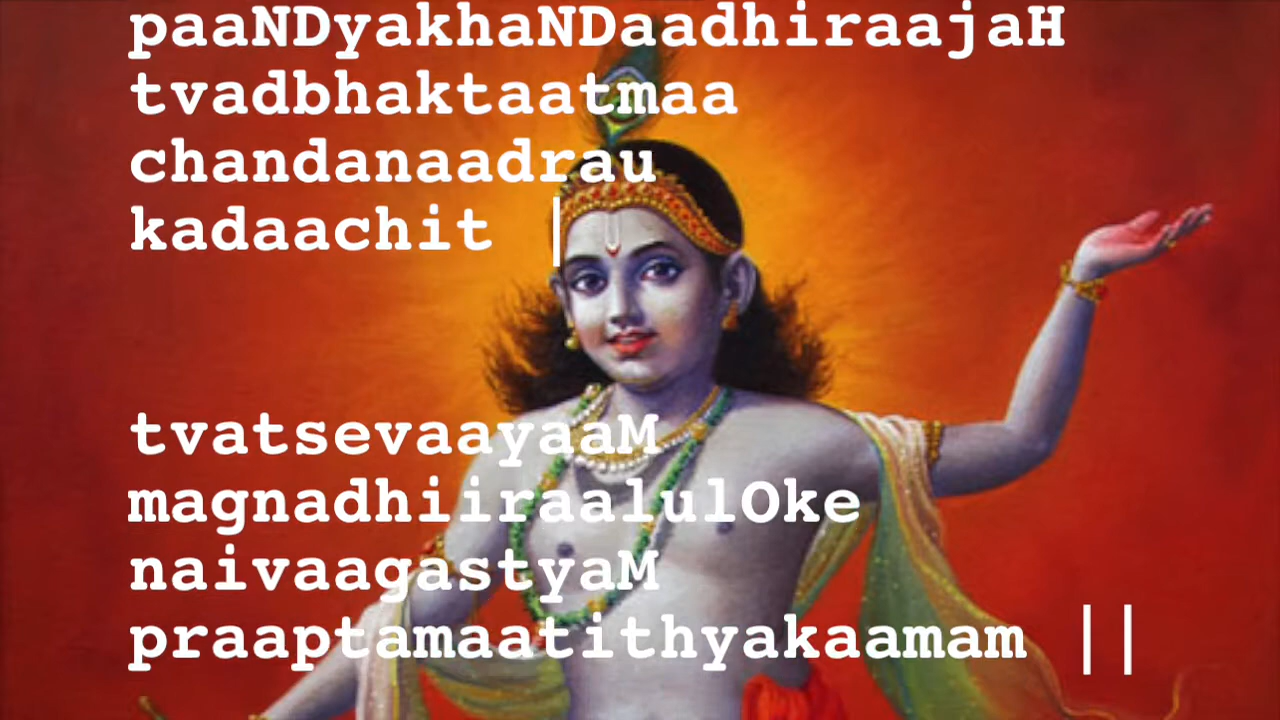 paaNDyakhaNDaadhiraajaH
tvadbhaktaatmaa
chandanaadrau
kadaachit |
tvatsevaayaaM
magnadhiiraalulOke
naivaagastyaM
praaptamaatithyakaamam ||